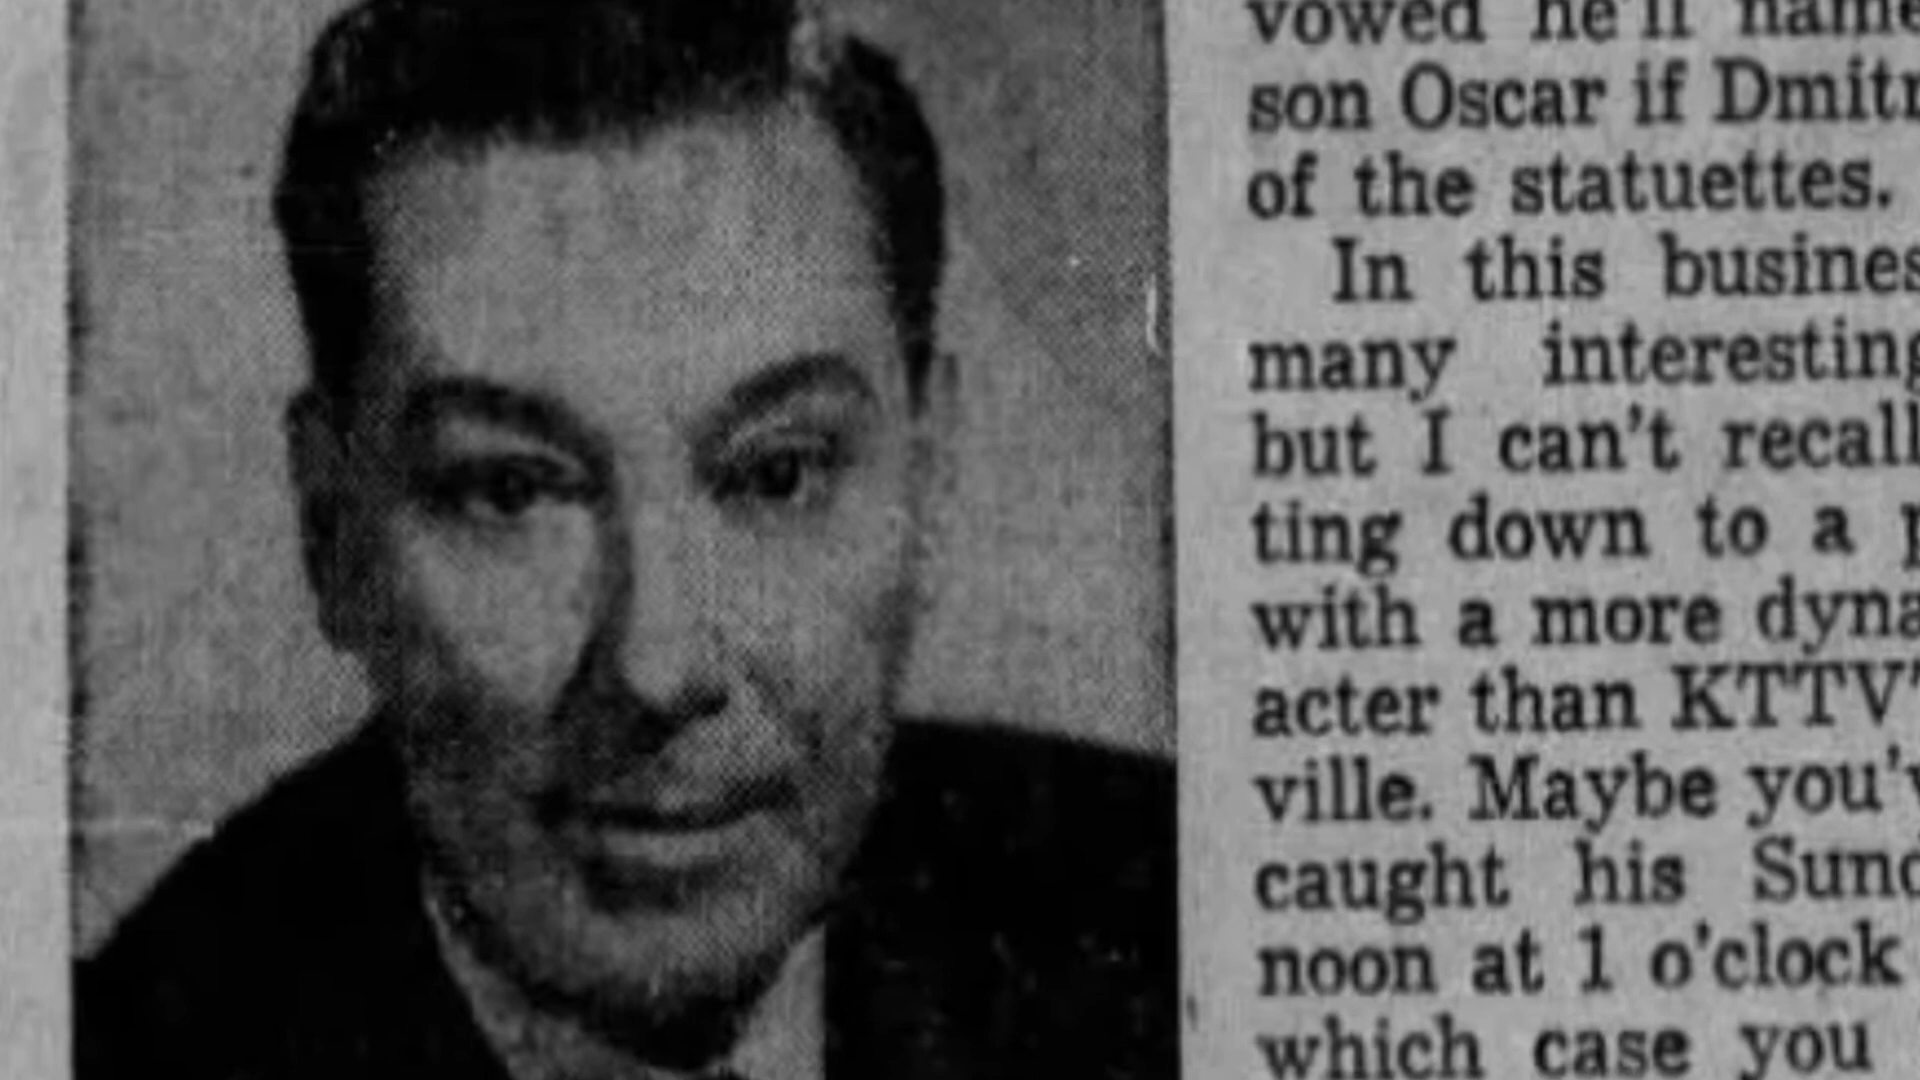 vowed he'll name
son Oscar if Dmitr
of the statuettes.
In this busines
many interesting
but I can't recall
ting down to a p
with a more dyna
acter than KTTV'
ville. Maybe you'v
caught his Sund
noon at 1 o'clock
which case you